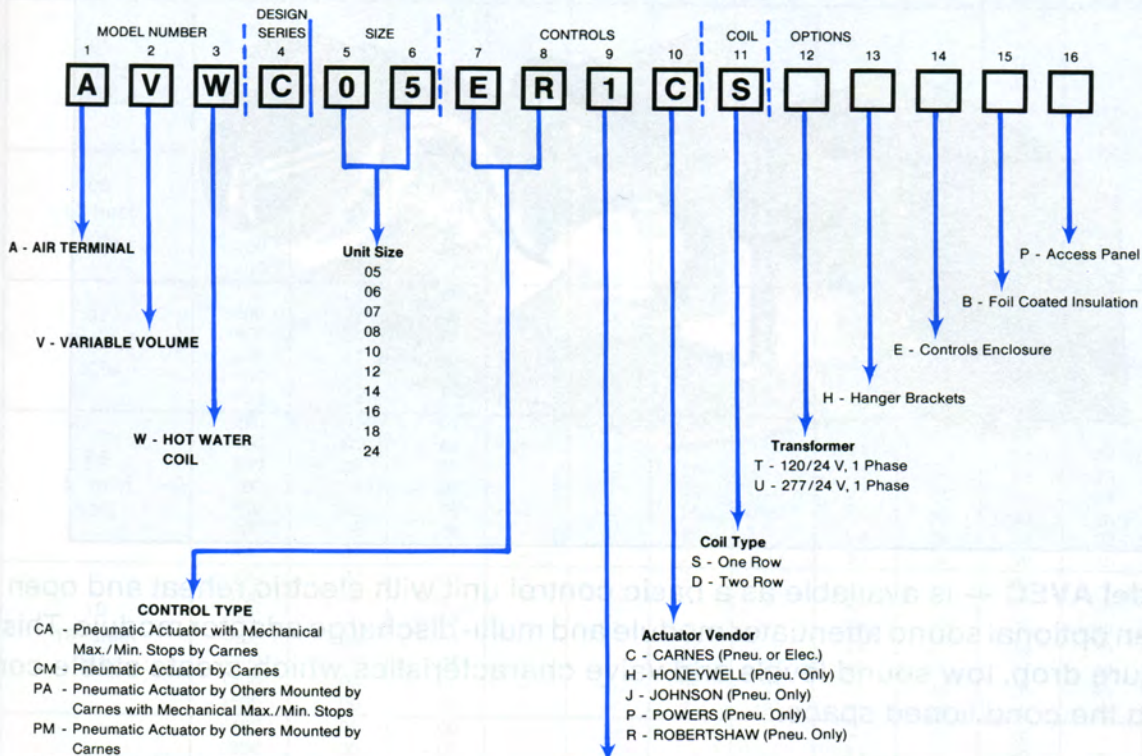 DESIGN
MODEL NUMBER SERIES SIZE CONTROLS COIL OPTIONS
1 2 3 4 5 6 7 8 9 10 11 12 13 14 15 16
A V W C 0 5 E R 1 C S
A - AIR TERMINAL
V - VARIABLE VOLUME
W - HOT WATER
COIL
Unit Size
05
06
07
08
10
12
14
16
18
24
P - Access Panel
B - Foil Coated Insulation
E - Controls Enclosure
H - Hanger Brackets
Transformer
T - 120/24 V, 1 Phase
U - 277/24 V, 1 Phase
Coil Type
S - One Row
D - Two Row
CONTROL TYPE
CA - Pneumatic Actuator with Mechanical
Max./Min. Stops by Carnes
CM - Pneumatic Actuator by Carnes
PA - Pneumatic Actuator by Others Mounted by
Carnes with Mechanical Max./Min. Stops
PM - Pneumatic Actuator by Others Mounted by
Carnes
Actuator Vendor
C - CARNES (Pneu. or Elec.)
H - HONEYWELL (Pneu. Only)
J - JOHNSON (Pneu. Only)
P - POWERS (Pneu. Only)
R - ROBERTSHAW (Pneu. Only)